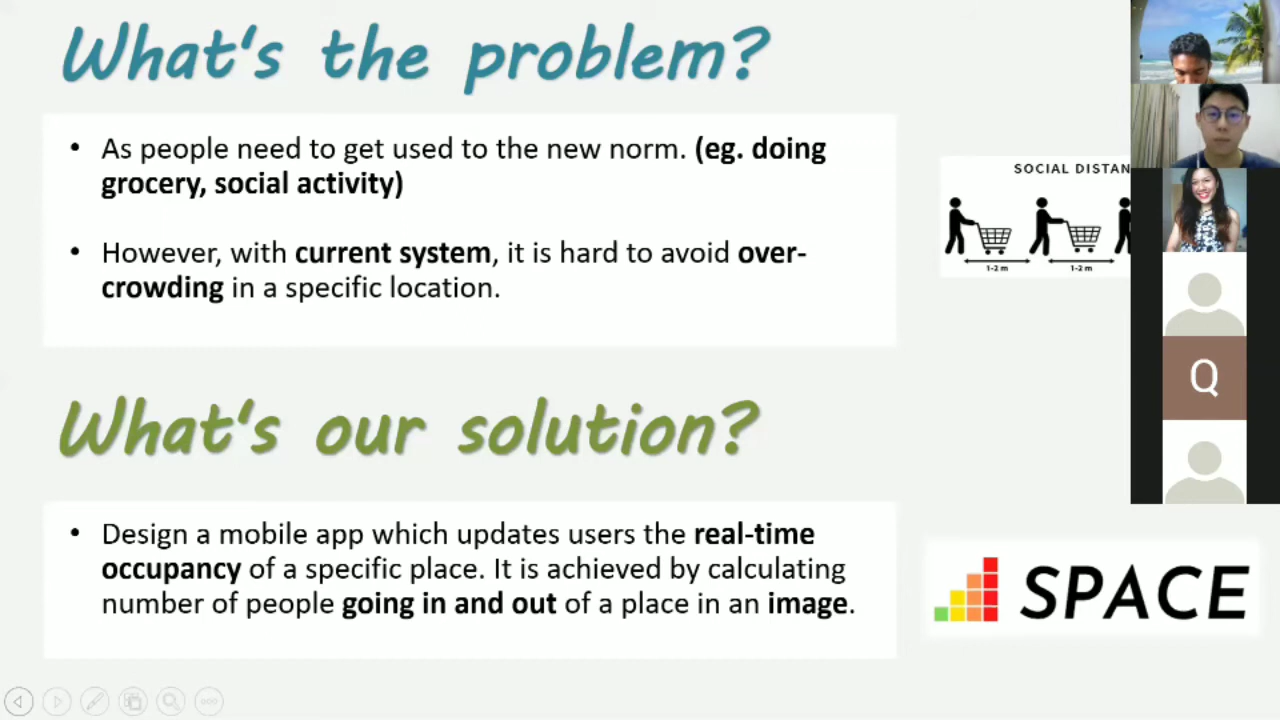 What's the problem?
• As people need to get used to the new norm. (eg. doing
grocery, social activity)
• However, with current system, it is hard to avoid over-
crowding in a specific location.
SOCIAL DISTAN
1-2 m
1-2 m
Q
What's our solution?
• Design a mobile app which updates users the real-time
occupancy of a specific place. It is achieved by calculating
number of people going in and out of a place in an image.
SPACE